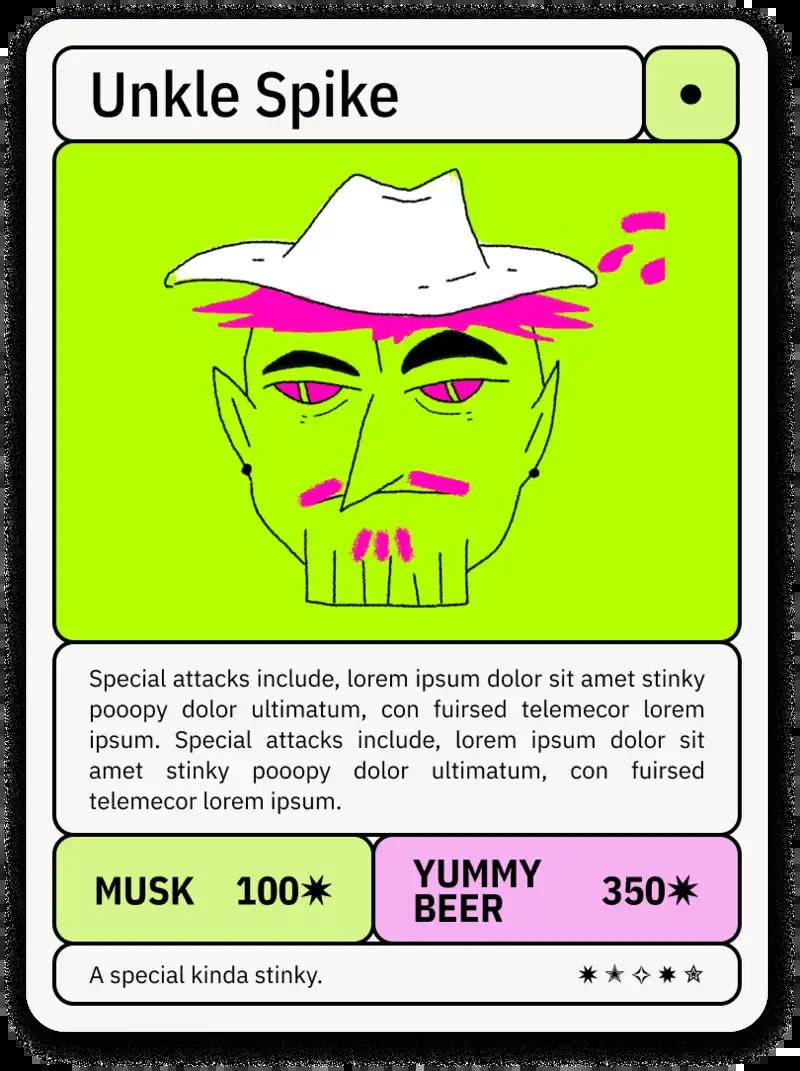 Unkle Spike
Special attacks include, lorem ipsum dolor sit amet stinky
pooopy dolor ultimatum, con fuirsed telemecor lorem
ipsum. Special attacks include, lorem ipsum dolor sit
amet stinky pooopy dolor ultimatum, con fuirsed
telemecor lorem ipsum.
MUSK 100✷
YUMMY
BEER 350✷
A special kinda stinky. ✷ ✭ ✧ ✸ ✯